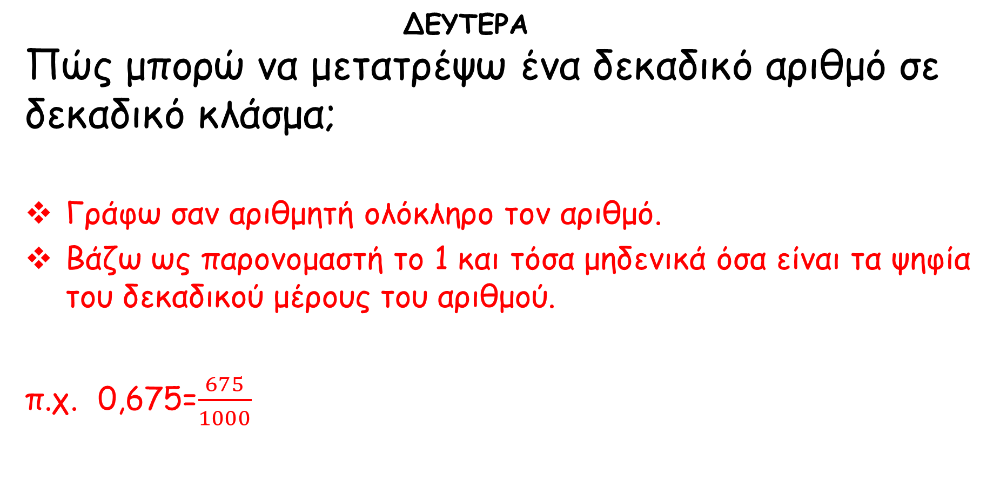 ΔΕΥΤΕΡΑ
Πώς μπορώ να μετατρέψω ένα δεκαδικό αριθμό σε
δεκαδικό κλάσμα;
❖ Γράφω σαν αριθμητή ολόκληρο τον αριθμό.
❖ Βάζω ως παρονομαστή το 1 και τόσα μηδενικά όσα είναι τα ψηφία
του δεκαδικού μέρους του αριθμού.
π.χ. 0,675=675/1000